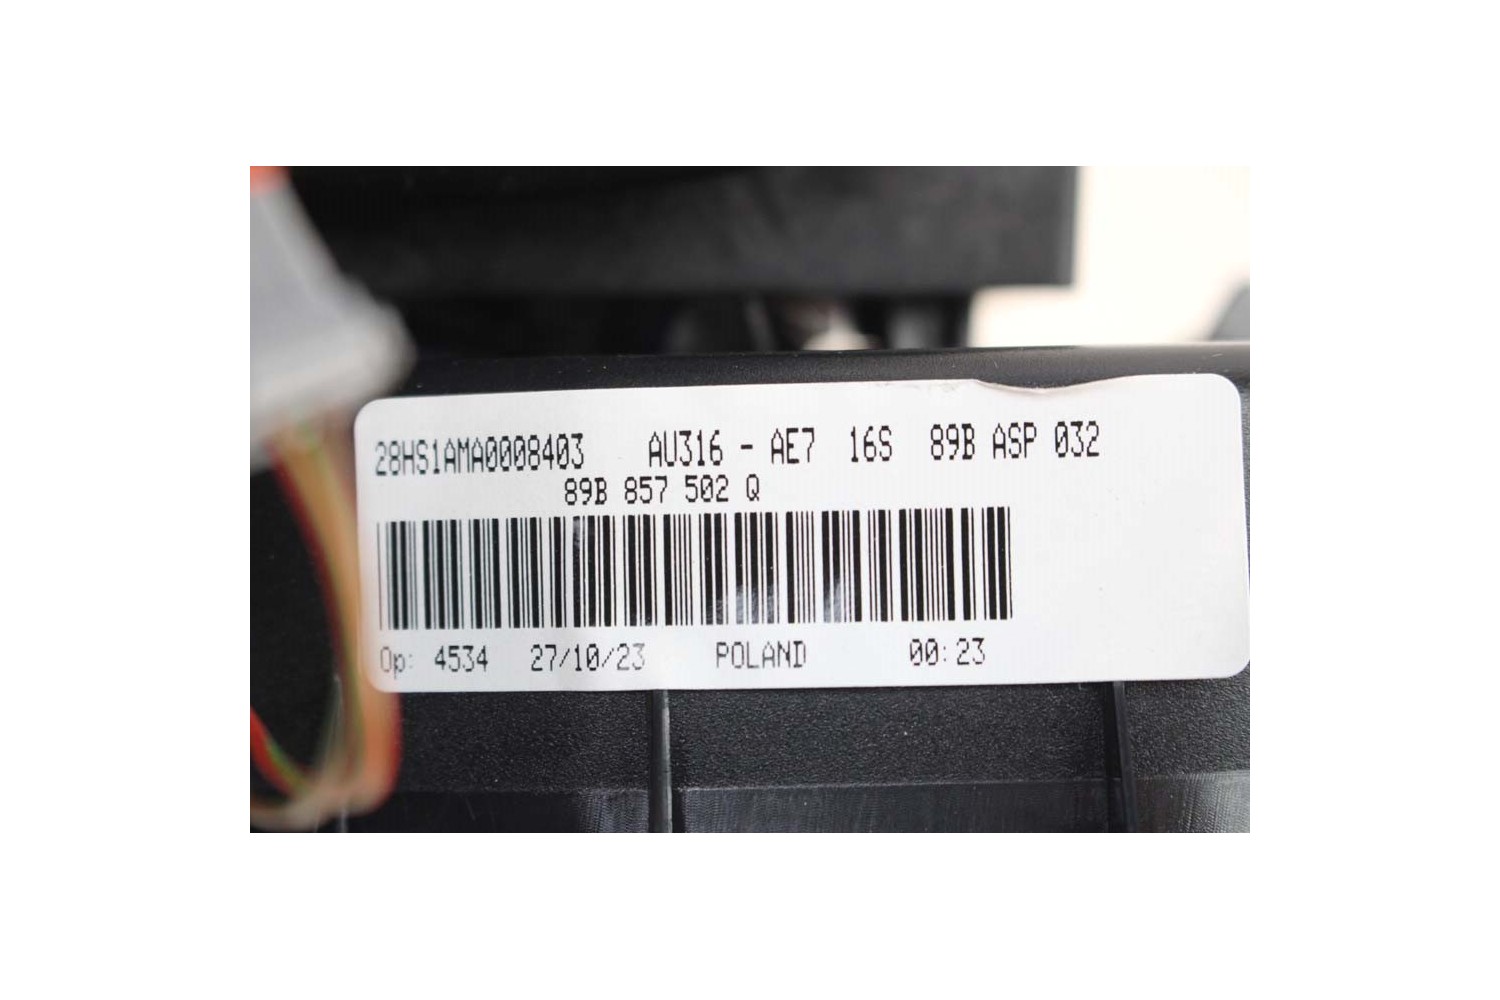 28HS1AMA0008403 AU316 - AE7 16S 89B ASP 032
89B 857 502 Q
Op: 4534 27/10/23 POLAND 00:23